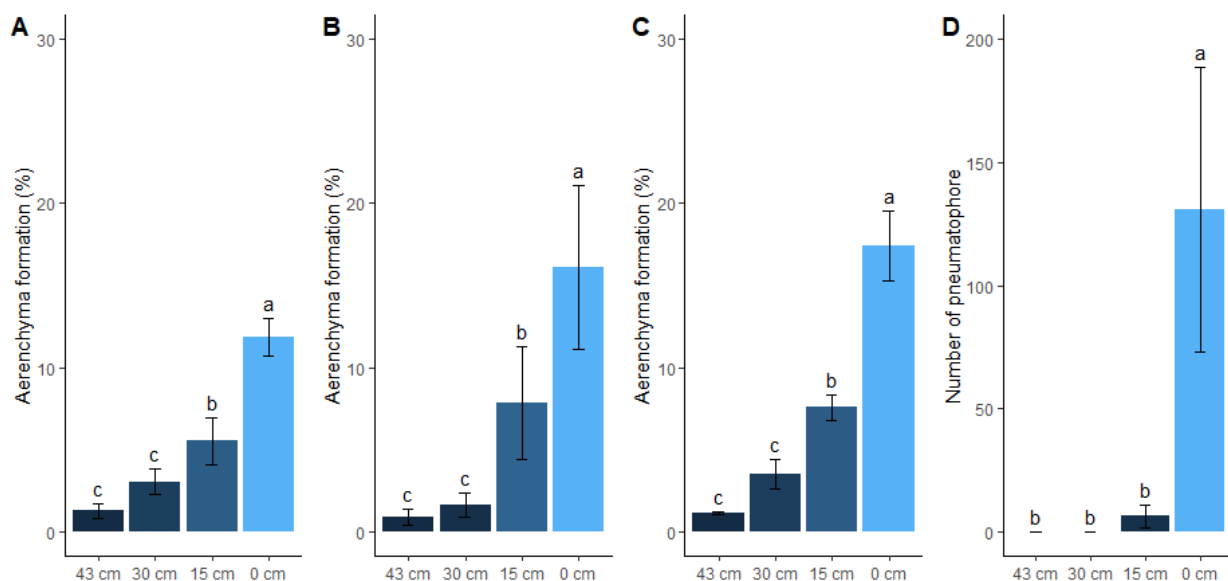 A
Aerenchyma formation (%)
30
20
10
0
c
c
b
a
43 cm 30 cm 15 cm 0 cm
B
Aerenchyma formation (%)
30
20
10
0
c
c
b
a
43 cm 30 cm 15 cm 0 cm
C
Aerenchyma formation (%)
30
20
10
0
c
c
b
a
43 cm 30 cm 15 cm 0 cm
D
Number of pneumatophore
200
150
100
50
0
b
b
b
a
43 cm 30 cm 15 cm 0 cm